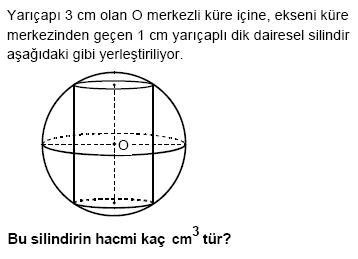 Yarıçapı 3 cm olan O merkezli küre içine, ekseni küre
merkezinden geçen 1 cm yarıçaplı dik dairesel silindir
aşağıdaki gibi yerleştiriliyor.
O
Bu silindirin hacmi kaç cm³ tür?